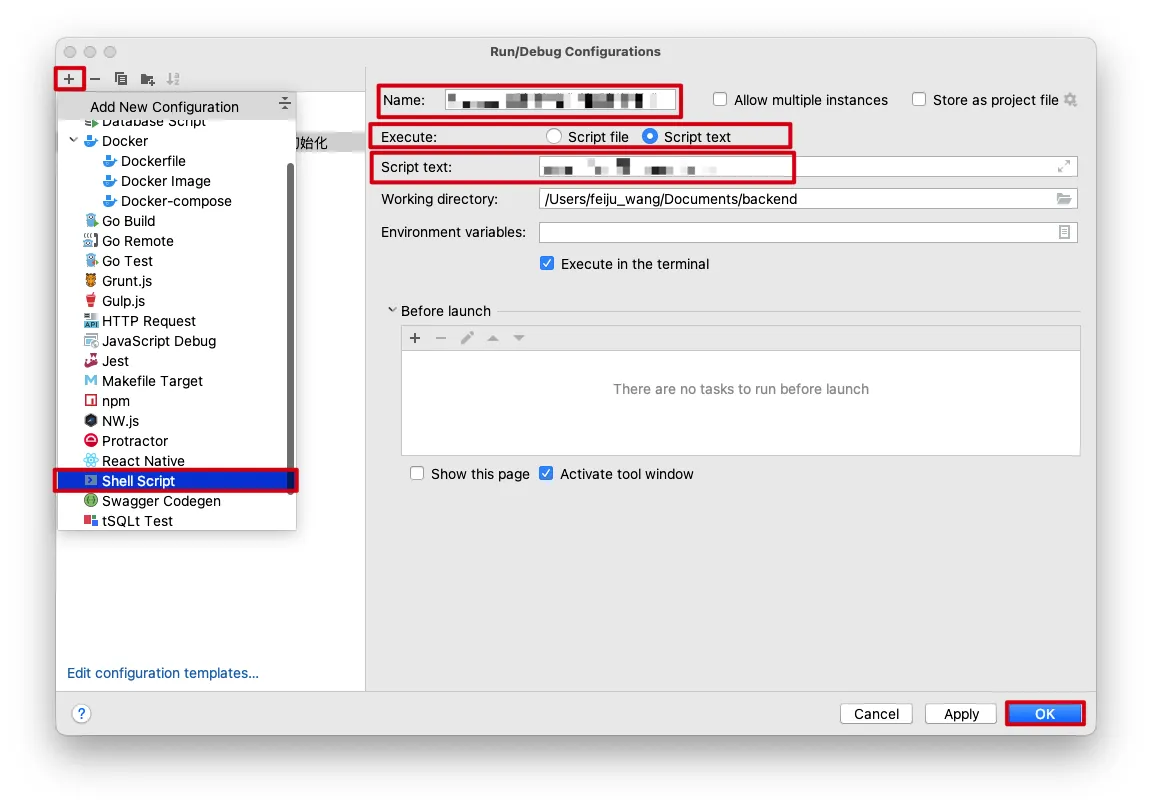 Run/Debug Configurations
Add New Configuration
Database Script
Docker
Dockerfile
Docker Image
Docker-compose
Go Build
Go Remote
Go Test
Grunt.js
Gulp.js
HTTP Request
JavaScript Debug
Jest
Makefile Target
npm
NW.js
Protractor
React Native
Shell Script
Swagger Codegen
tSQLt Test
始化
Edit configuration templates...
Name:
Allow multiple instances
Store as project file
Execute: Script file Script text
Script text:
Working directory: /Users/feiju_wang/Documents/backend
Environment variables:
Execute in the terminal
Before launch
There are no tasks to run before launch
Show this page Activate tool window
? Cancel Apply OK